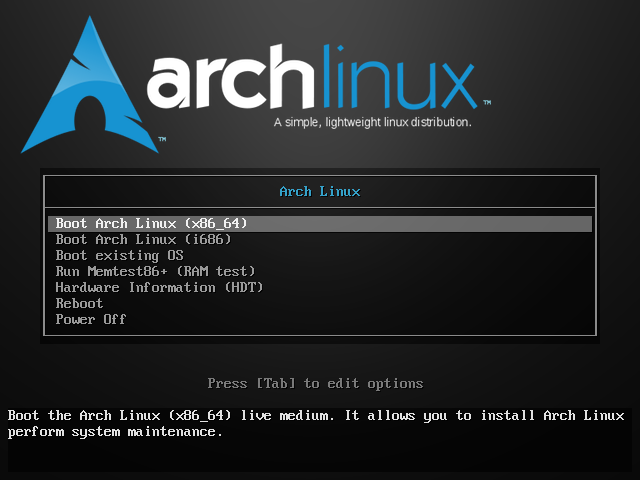 archlinux™
A simple, lightweight linux distribution.
™
Arch Linux
Boot Arch Linux (x86_64)
Boot Arch Linux (i686)
Boot existing OS
Run Memtest86+ (RAM test)
Hardware Information (HDT)
Reboot
Power Off
Press [Tab] to edit options
Boot the Arch Linux (x86_64) live medium. It allows you to install Arch Linux
perform system maintenance.